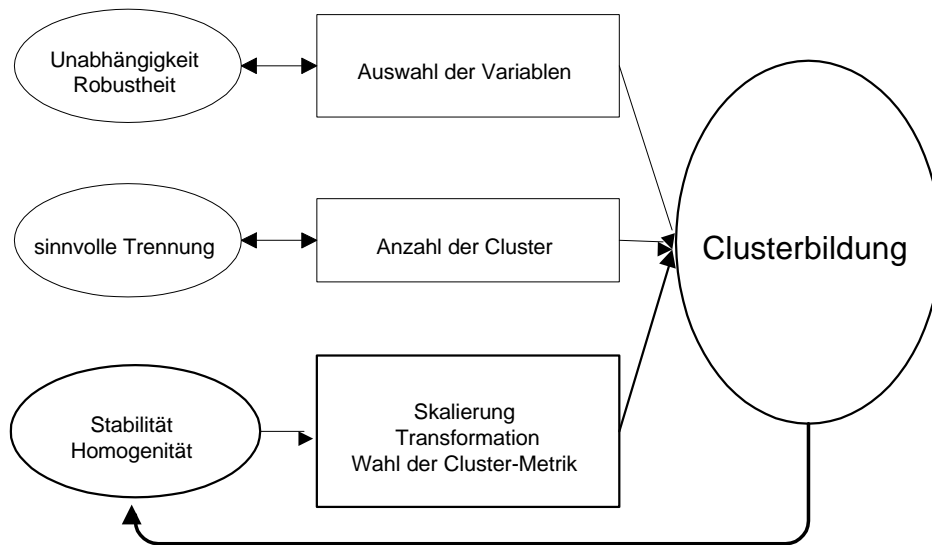 Unabhängigkeit
Robustheit
Auswahl der Variablen
sinnvolle Trennung
Anzahl der Cluster
Clusterbildung
Stabilität
Homogenität
Skalierung
Transformation
Wahl der Cluster-Metrik